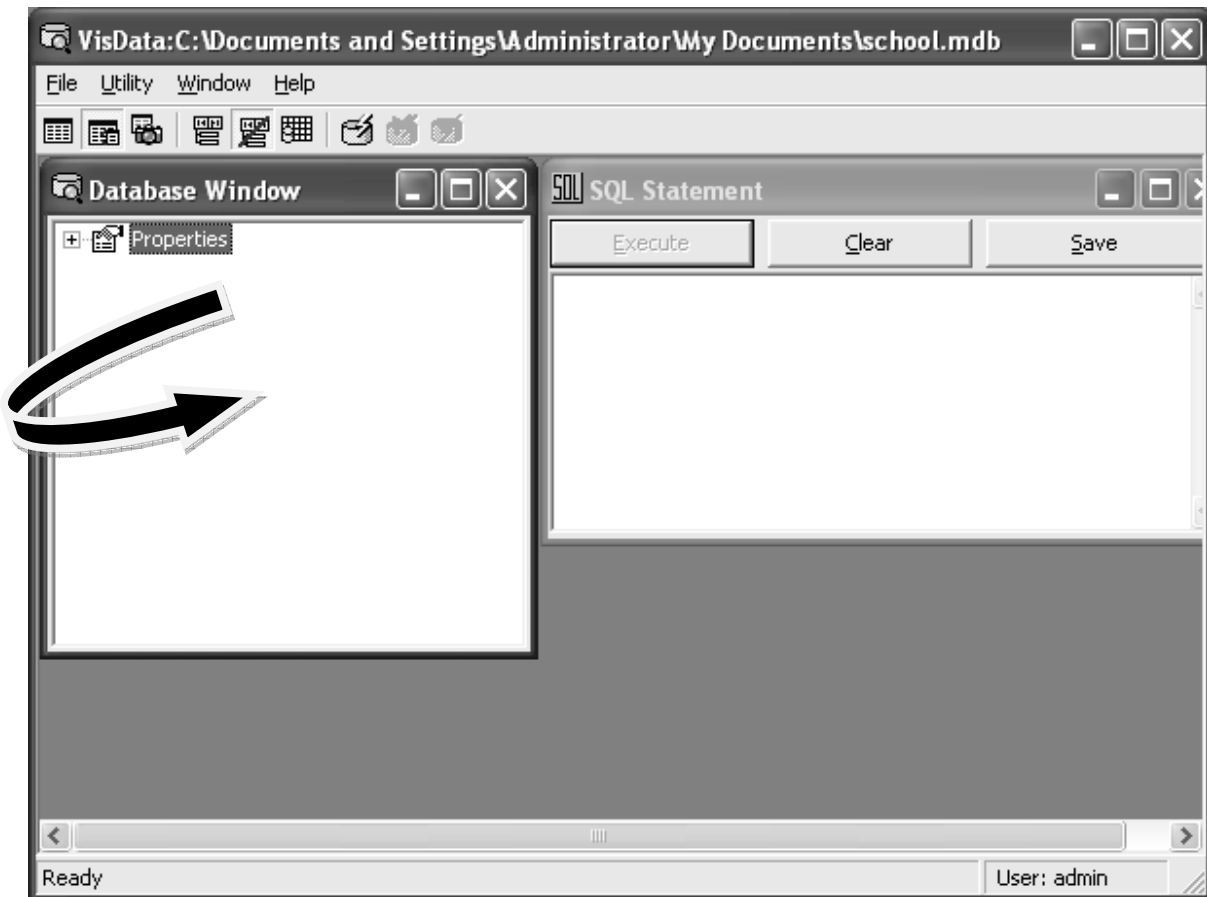 VisData:C:\Documents and Settings\Administrator\My Documents\school.mdb
File Utility Window Help
Database Window
Properties
SQL SQL Statement
Execute Clear Save
Ready
User: admin